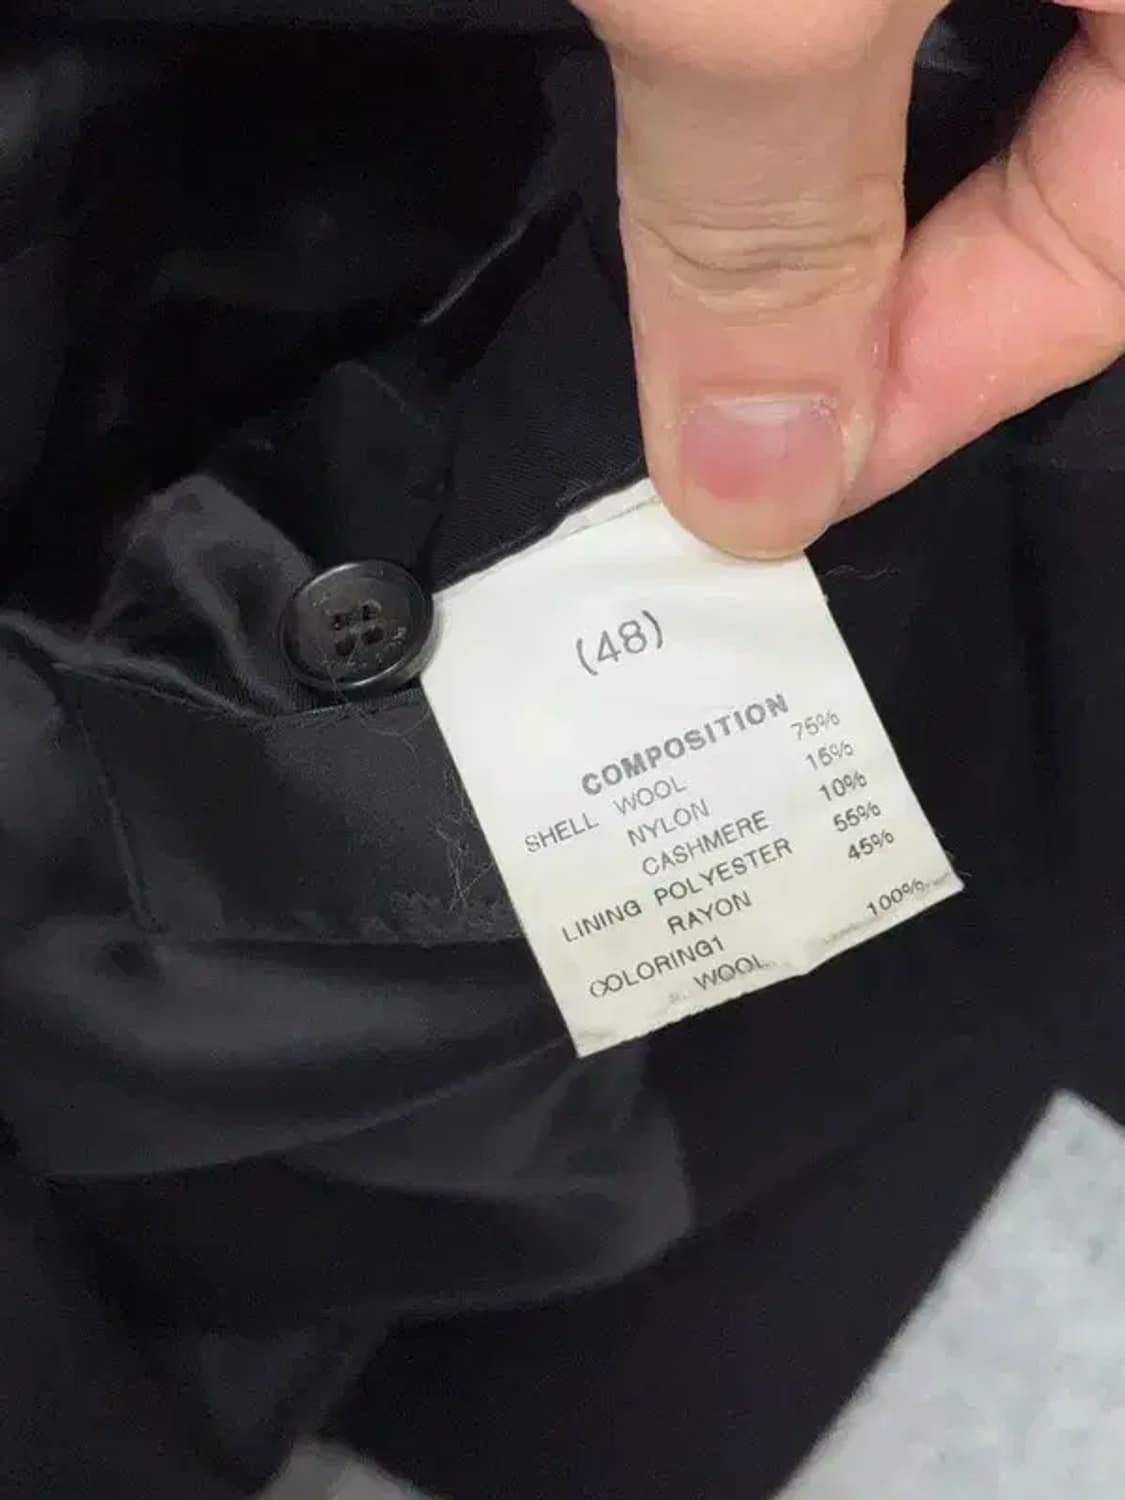 (48)
COMPOSITION
SHELL WOOL 75%
NYLON 15%
CASHMERE 10%
LINING POLYESTER 55%
RAYON 45%
COLORING1
WOOL 100%